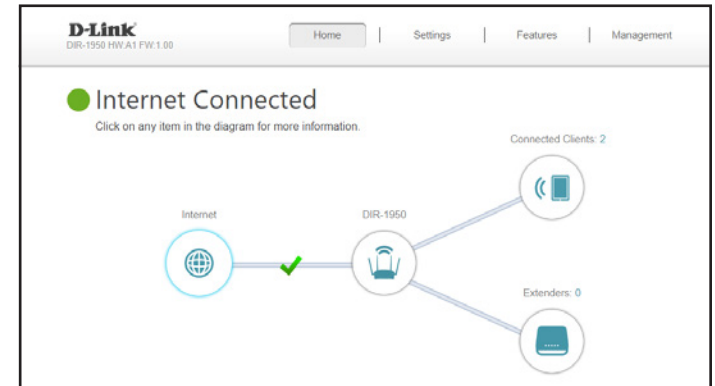 D-Link
DIR-1950 HW:A1 FW:1.00
Home
Settings
Features
Management
Internet Connected
Click on any item in the diagram for more information.
Connected Clients: 2
Internet
DIR-1950
Extenders: 0